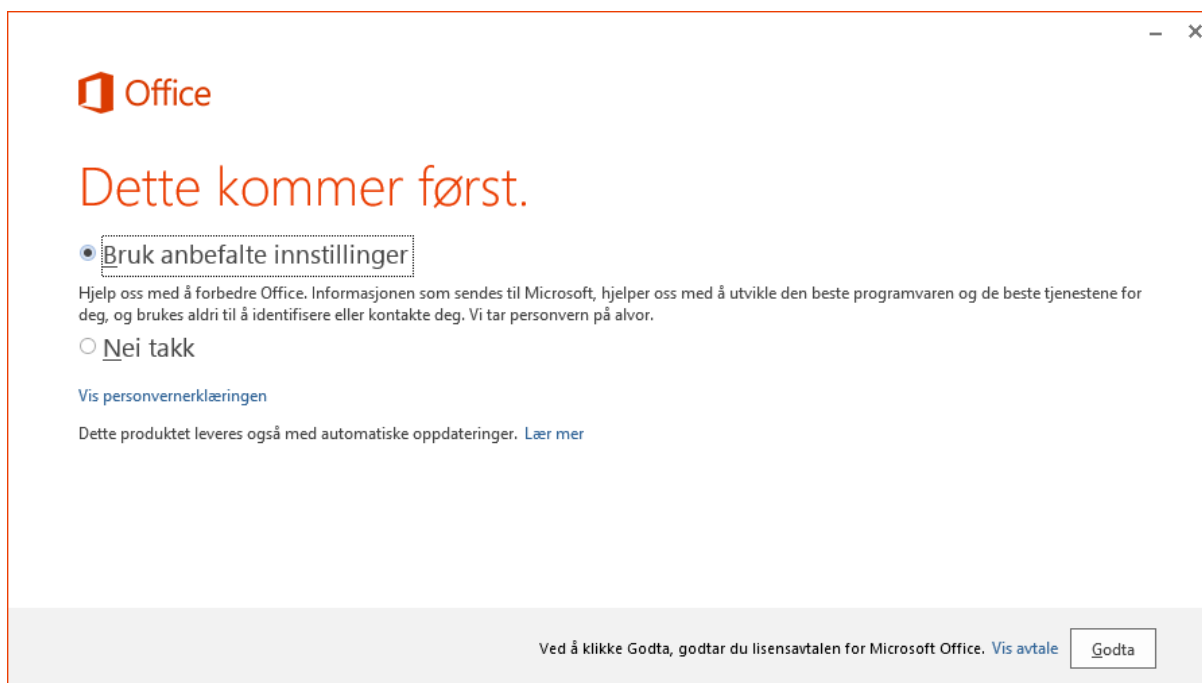 Office
Dette kommer først.
Bruk anbefalte innstillinger
Hjelp oss med å forbedre Office. Informasjonen som sendes til Microsoft, hjelper oss med å utvikle den beste programvaren og de beste tjenestene for
deg, og brukes aldri til å identifisere eller kontakte deg. Vi tar personvern på alvor.
Nei takk
Vis personvernerklæringen
Dette produktet leveres også med automatiske oppdateringer. Lær mer
Ved å klikke Godta, godtar du lisensavtalen for Microsoft Office. Vis avtale Godta